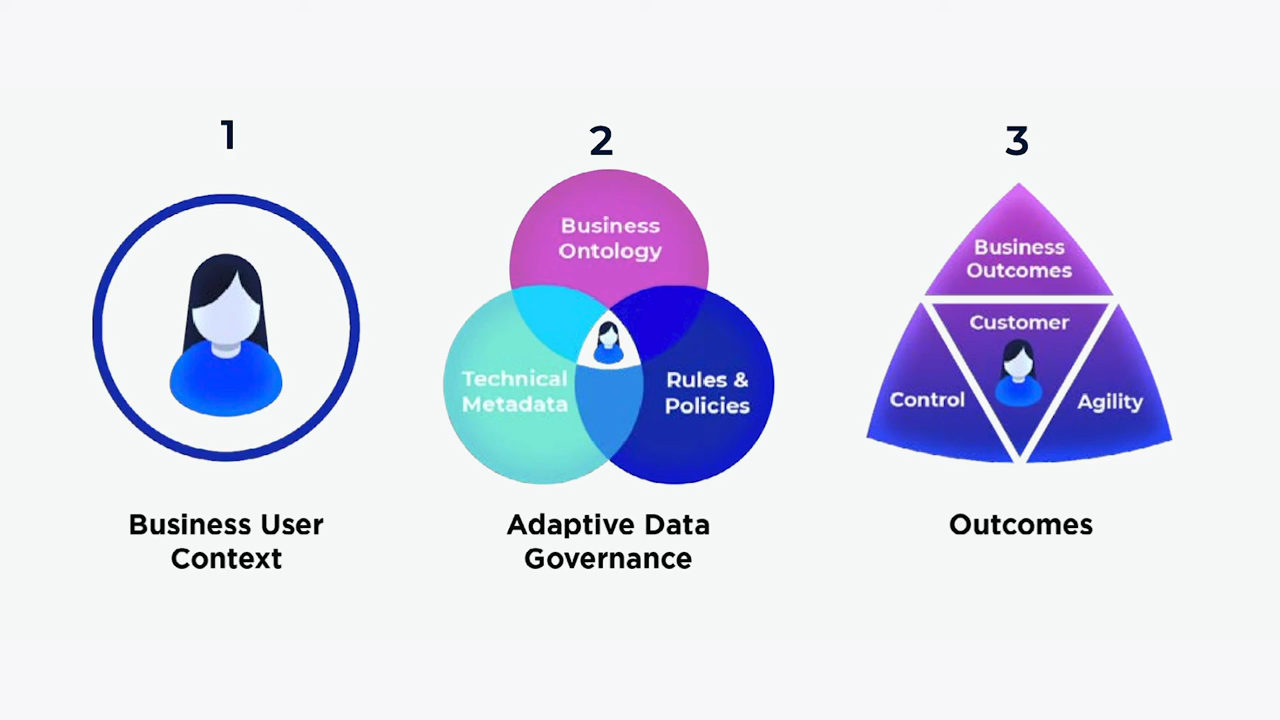 1
Business User
Context
2
Business
Ontology
Technical
Metadata
Rules &
Policies
Adaptive Data
Governance
3
Business
Outcomes
Customer
Control
Agility
Outcomes